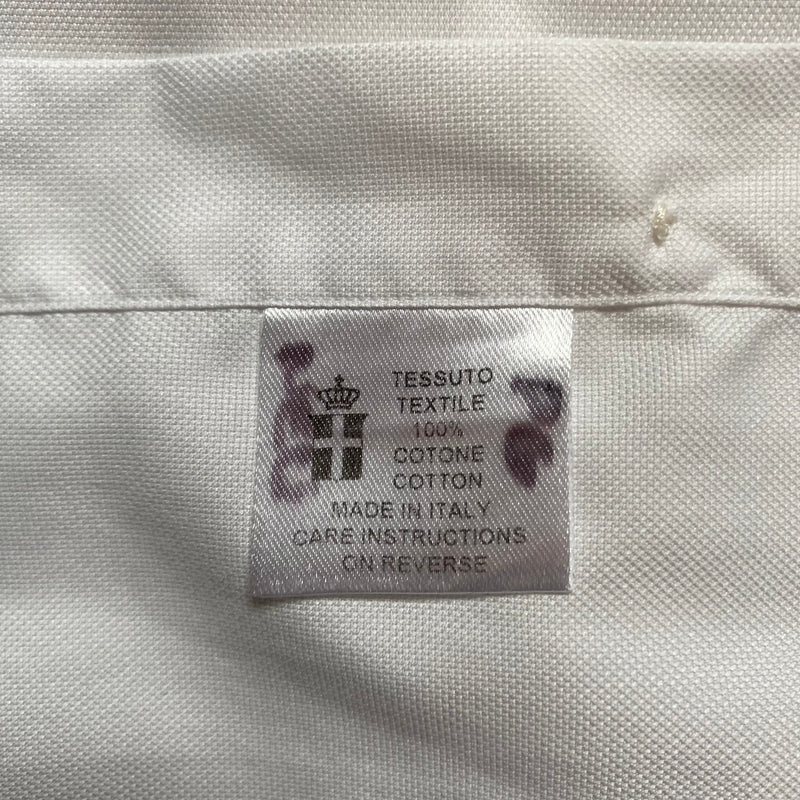 TESSUTO
TEXTILE
100%
COTONE
COTTON
MADE IN ITALY
CARE INSTRUCTIONS
ON REVERSE